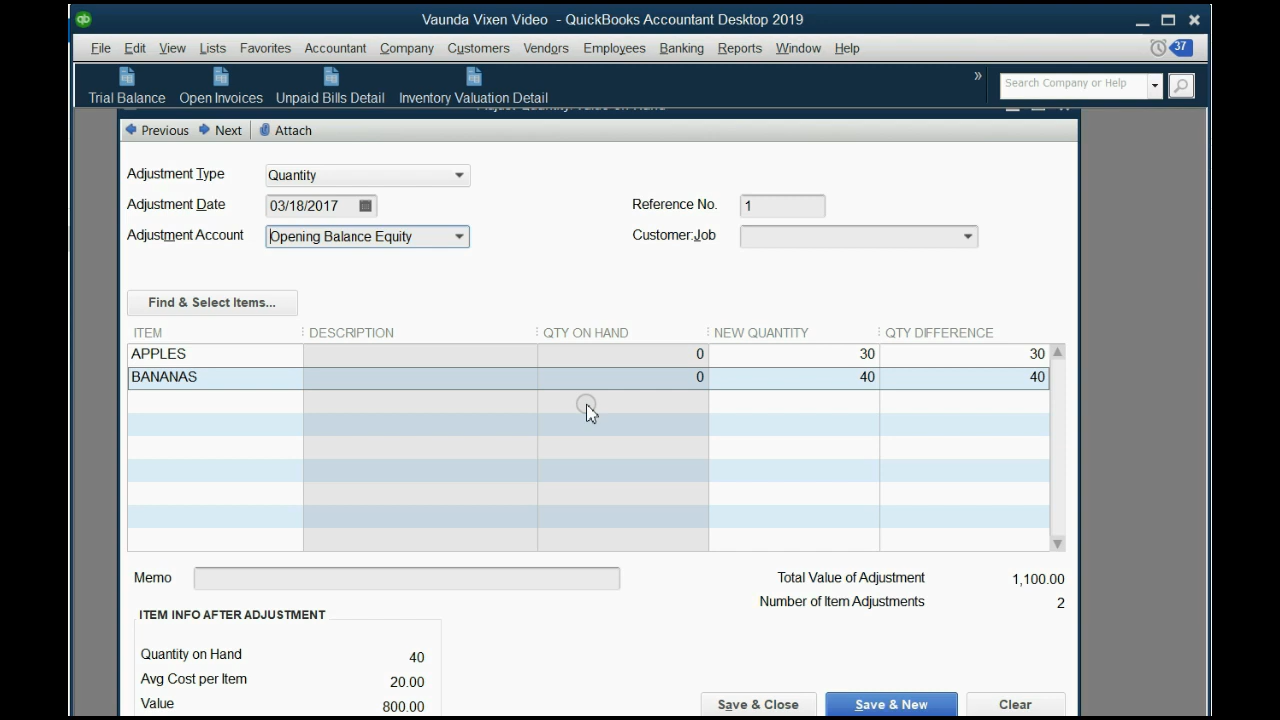 qb Vaunda Vixen Video - QuickBooks Accountant Desktop 2019
File Edit View Lists Favorites Accountant Company Customers Vendors Employees Banking Reports Window Help 37
Trial Balance Open Invoices Unpaid Bills Detail Inventory Valuation Detail » Search Company or Help
Previous Next Attach
Adjustment Type Quantity
Adjustment Date 03/18/2017 Reference No. 1
Adjustment Account Opening Balance Equity Customer:Job
Find & Select Items...
ITEM DESCRIPTION QTY ON HAND NEW QUANTITY QTY DIFFERENCE
APPLES 0 30 30
BANANAS 0 40 40
Memo Total Value of Adjustment 1,100.00
Number of Item Adjustments 2
ITEM INFO AFTER ADJUSTMENT
Quantity on Hand 40
Avg Cost per Item 20.00
Value 800.00
Save & Close Save & New Clear